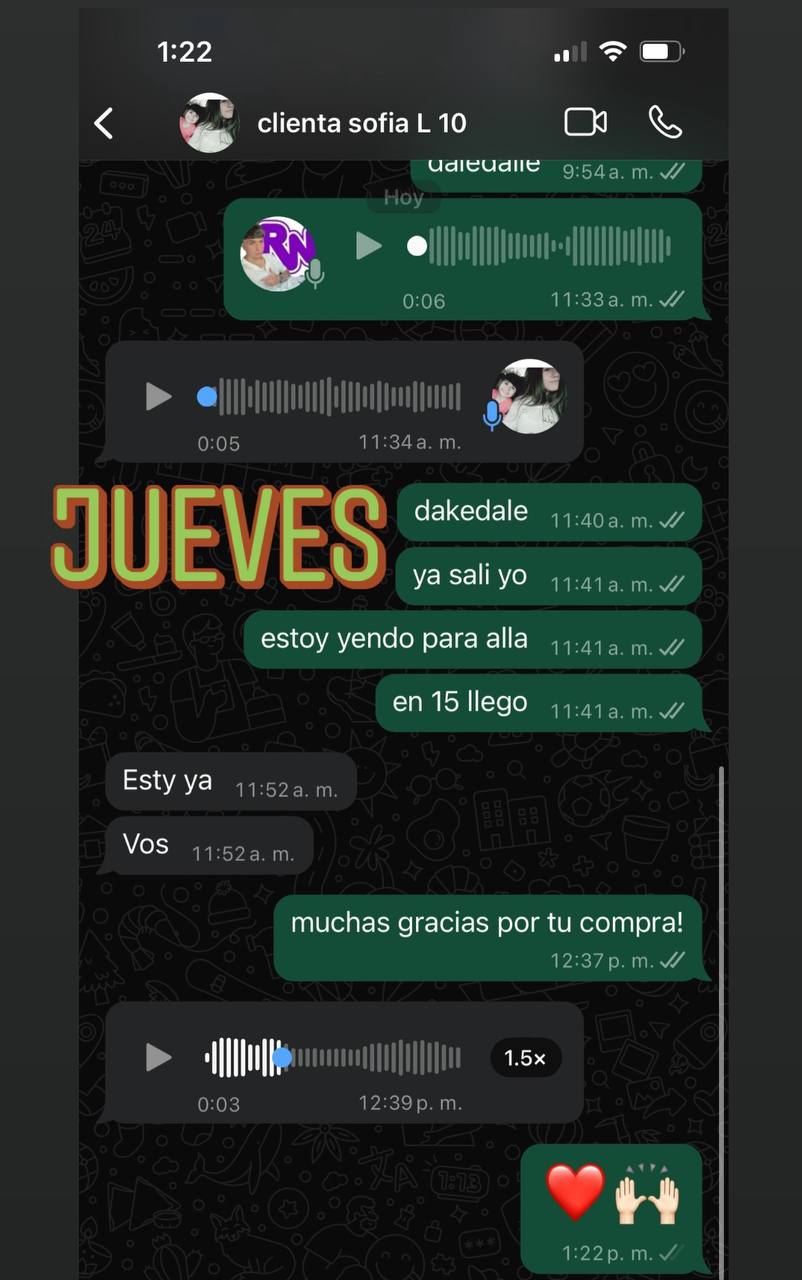 1:22
clienta sofia L 10
daledalle 9:54 a. m.
Hoy
RN
0:06 11:33 a. m.
0:05 11:34 a. m.
JUEVES
dakedale 11:40 a. m.
ya sali yo 11:41 a. m.
estoy yendo para alla 11:41 a. m.
en 15 llego 11:41 a. m.
Esty ya 11:52 a. m.
Vos 11:52 a. m.
muchas gracias por tu compra!
12:37 p. m.
1.5×
0:03 12:39 p. m.
1:22 p. m.